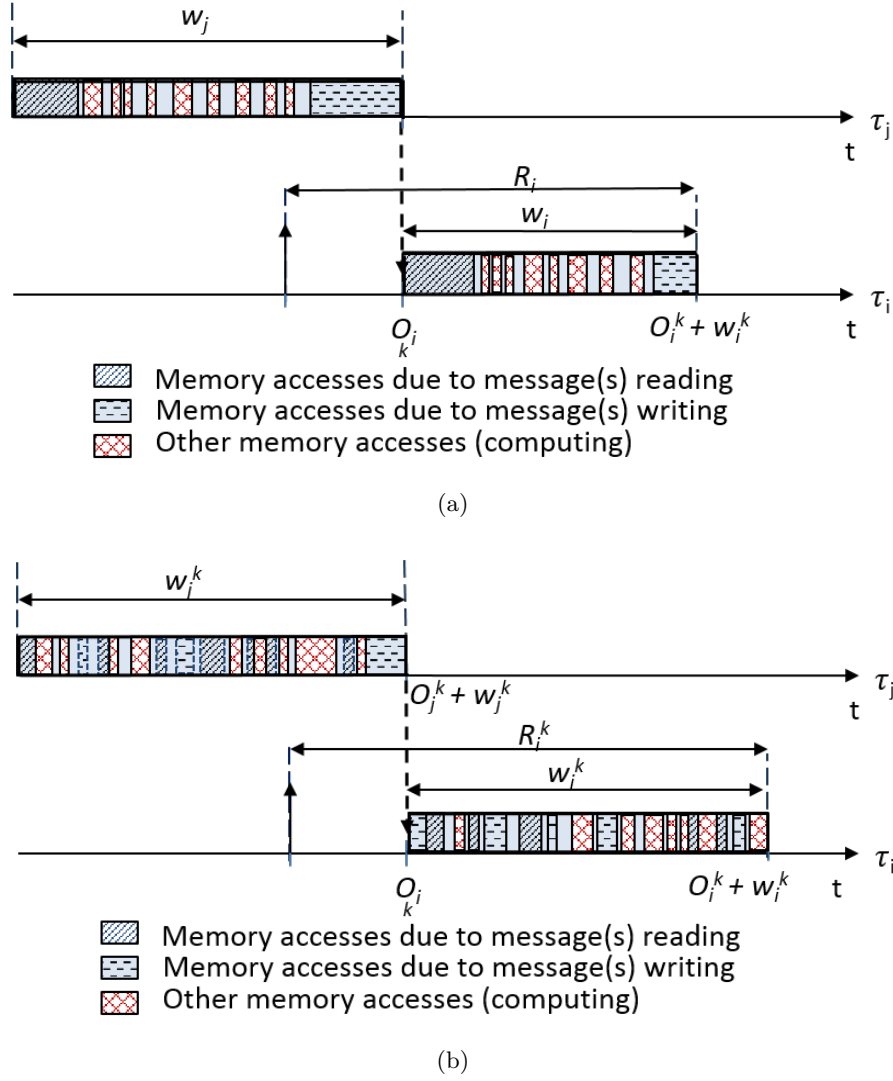 w_j
τ_j
t
R_i
w_i
τ_i
O_k^i
O_i^k + w_i^k
t
Memory accesses due to message(s) reading
Memory accesses due to message(s) writing
Other memory accesses (computing)
(a)
w_j^k
τ_j
O_j^k + w_j^k
t
R_i^k
w_i^k
τ_i
O_k^i
O_i^k + w_i^k
t
Memory accesses due to message(s) reading
Memory accesses due to message(s) writing
Other memory accesses (computing)
(b)